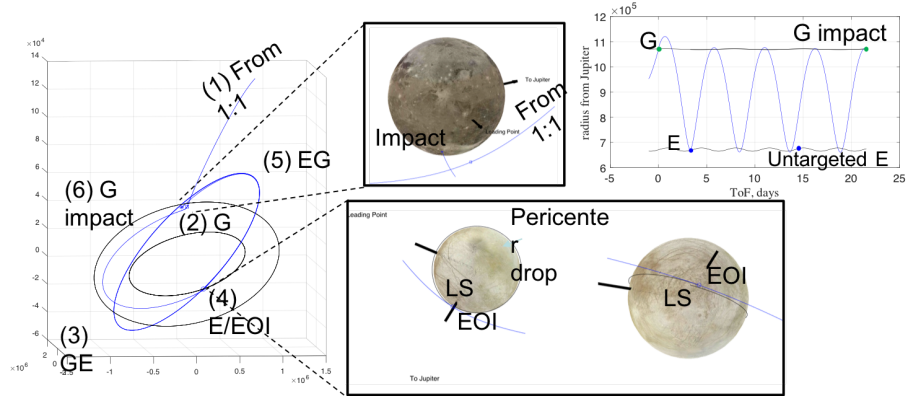 ×10⁴
14
12
10
8
6
4
2
0
-2
-4
-6
2
0
-2.5
-1
-0.5
0
0.5
1
1.5
×10⁶
×10⁶
(1) From
1:1
(5) EG
(6) G
impact
(2) G
(4)
E/EOI
(3)
GE
To Jupiter
Leading Point
Impact
From
1:1
×10⁵
12
11
10
9
8
7
6
radius from Jupiter
G
G impact
E
Untargeted E
-5
0
5
10
15
20
25
ToF, days
Leading Point
Pericente
r
drop
LS
EOI
EOI
LS
To Jupiter